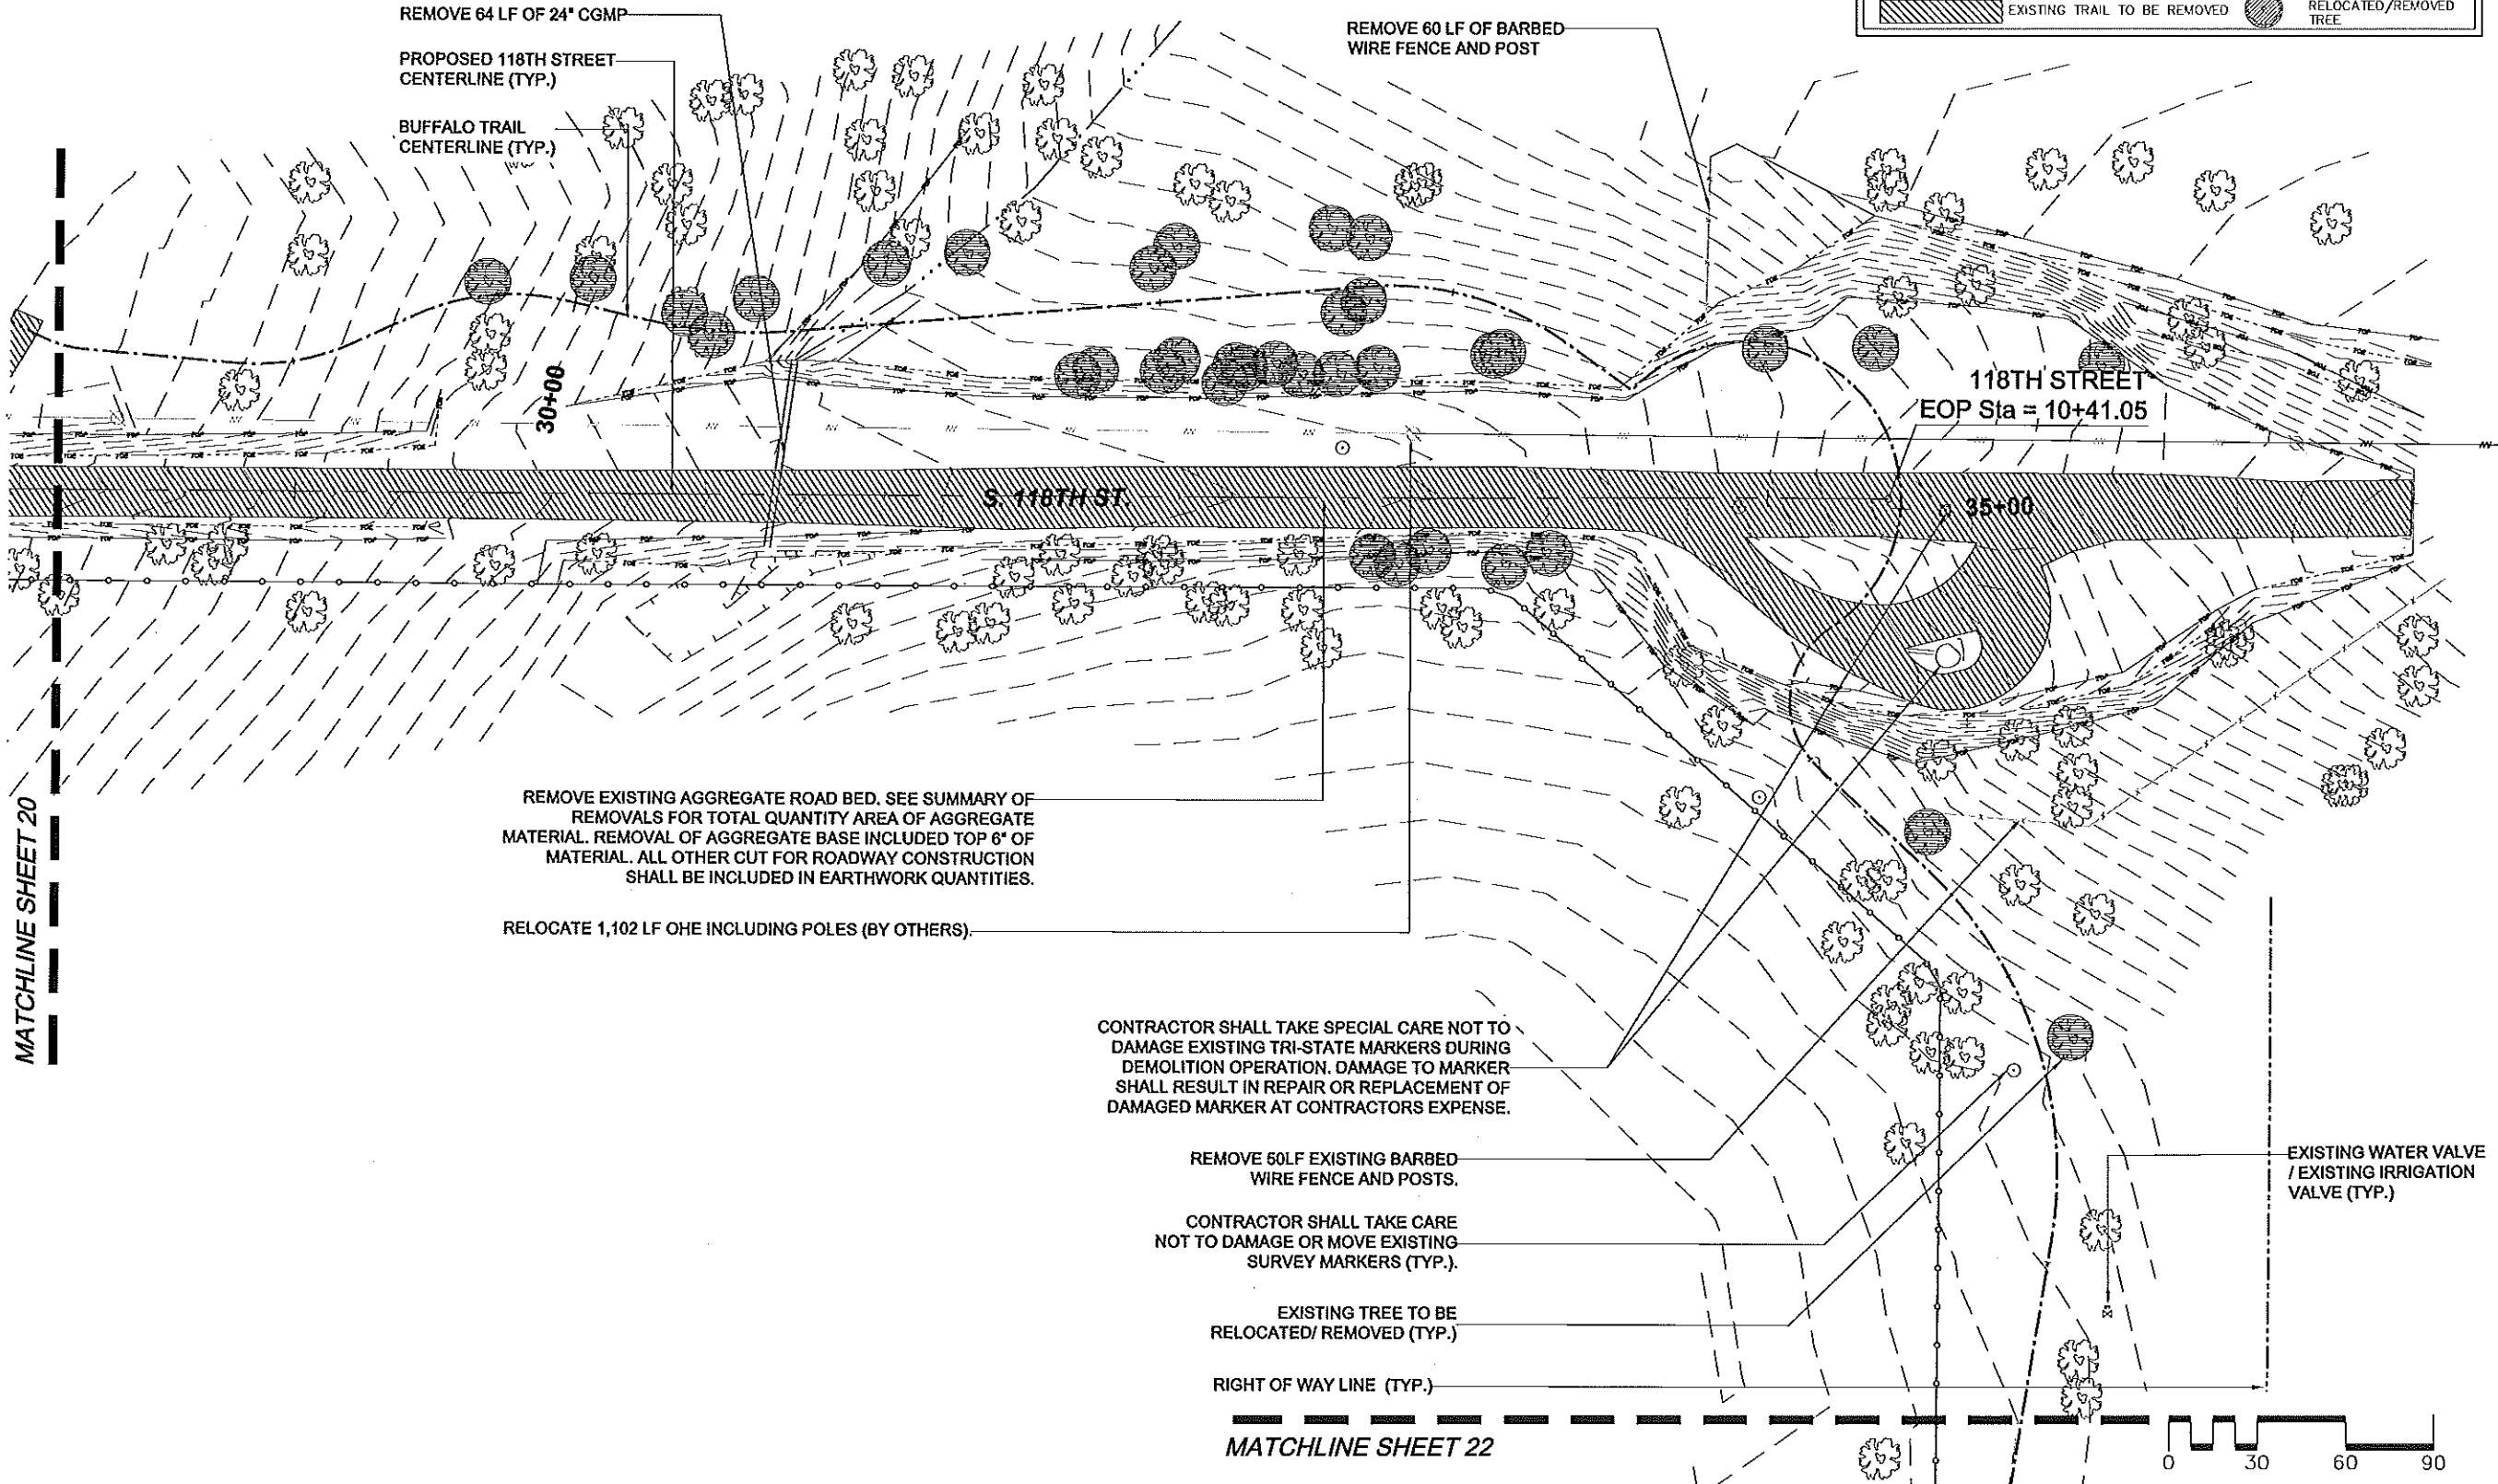 REMOVE 64 LF OF 24" CGMP
PROPOSED 118TH STREET
CENTERLINE (TYP.)
BUFFALO TRAIL
CENTERLINE (TYP.)
REMOVE 60 LF OF BARBED
WIRE FENCE AND POST
EXISTING TRAIL TO BE REMOVED
RELOCATED/REMOVED
TREE
30+00
118TH STREET
EOP Sta = 10+41.05
S. 118TH ST.
35+00
MATCHLINE SHEET 20
REMOVE EXISTING AGGREGATE ROAD BED. SEE SUMMARY OF
REMOVALS FOR TOTAL QUANTITY AREA OF AGGREGATE
MATERIAL. REMOVAL OF AGGREGATE BASE INCLUDED TOP 6" OF
MATERIAL. ALL OTHER CUT FOR ROADWAY CONSTRUCTION
SHALL BE INCLUDED IN EARTHWORK QUANTITIES.
RELOCATE 1,102 LF OHE INCLUDING POLES (BY OTHERS).
CONTRACTOR SHALL TAKE SPECIAL CARE NOT TO
DAMAGE EXISTING TRI-STATE MARKERS DURING
DEMOLITION OPERATION. DAMAGE TO MARKER
SHALL RESULT IN REPAIR OR REPLACEMENT OF
DAMAGED MARKER AT CONTRACTORS EXPENSE.
REMOVE 50LF EXISTING BARBED
WIRE FENCE AND POSTS.
CONTRACTOR SHALL TAKE CARE
NOT TO DAMAGE OR MOVE EXISTING
SURVEY MARKERS (TYP.).
EXISTING TREE TO BE
RELOCATED/ REMOVED (TYP.)
RIGHT OF WAY LINE (TYP.)
EXISTING WATER VALVE
/ EXISTING IRRIGATION
VALVE (TYP.)
MATCHLINE SHEET 22
0 30 60 90